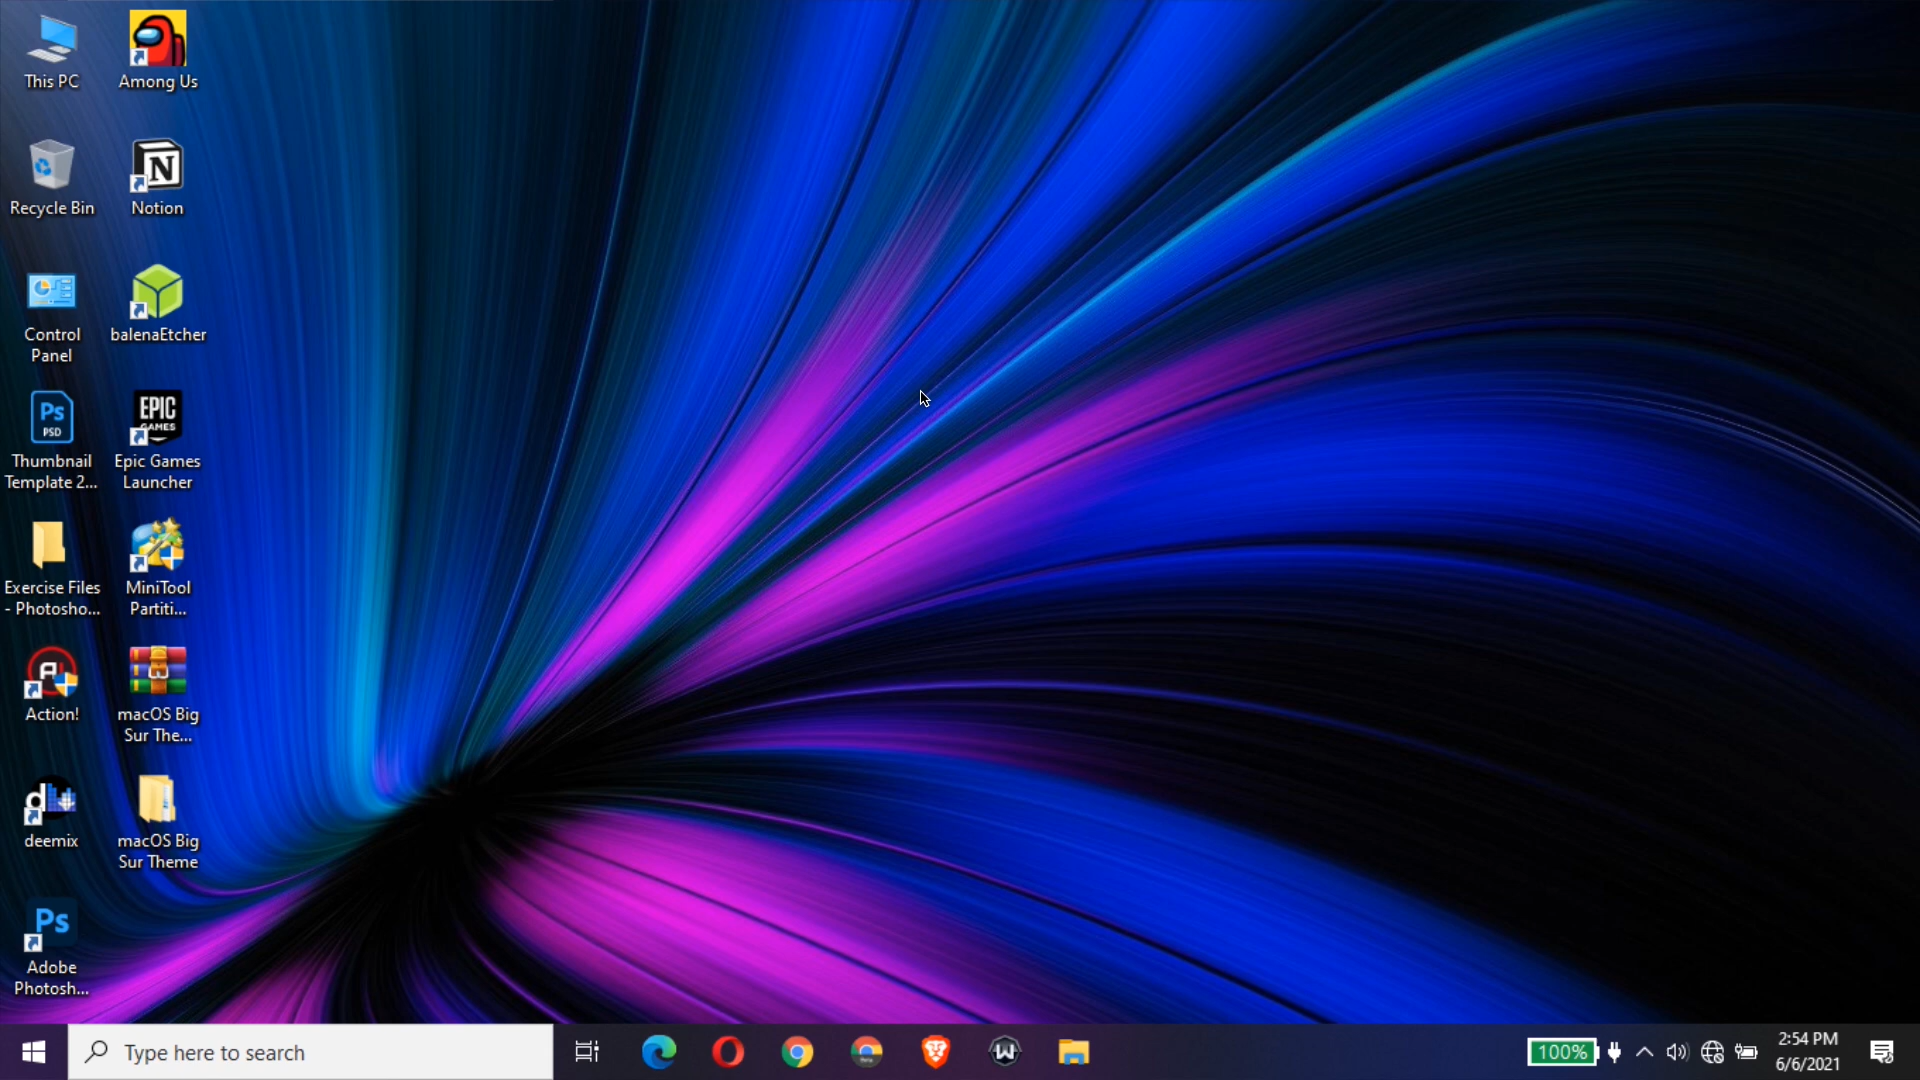 This PC
Among Us
Recycle Bin
N
Notion
Control
Panel
balenaEtcher
Ps
PSD
Thumbnail
Template 2...
EPIC
GAMES
Epic Games
Launcher
Exercise Files
- Photosho...
MiniTool
Partiti...
Action!
macOS Big
Sur The...
d
deemix
macOS Big
Sur Theme
Ps
Adobe
Photosh...
Type here to search
W
100%
2:54 PM
6/6/2021